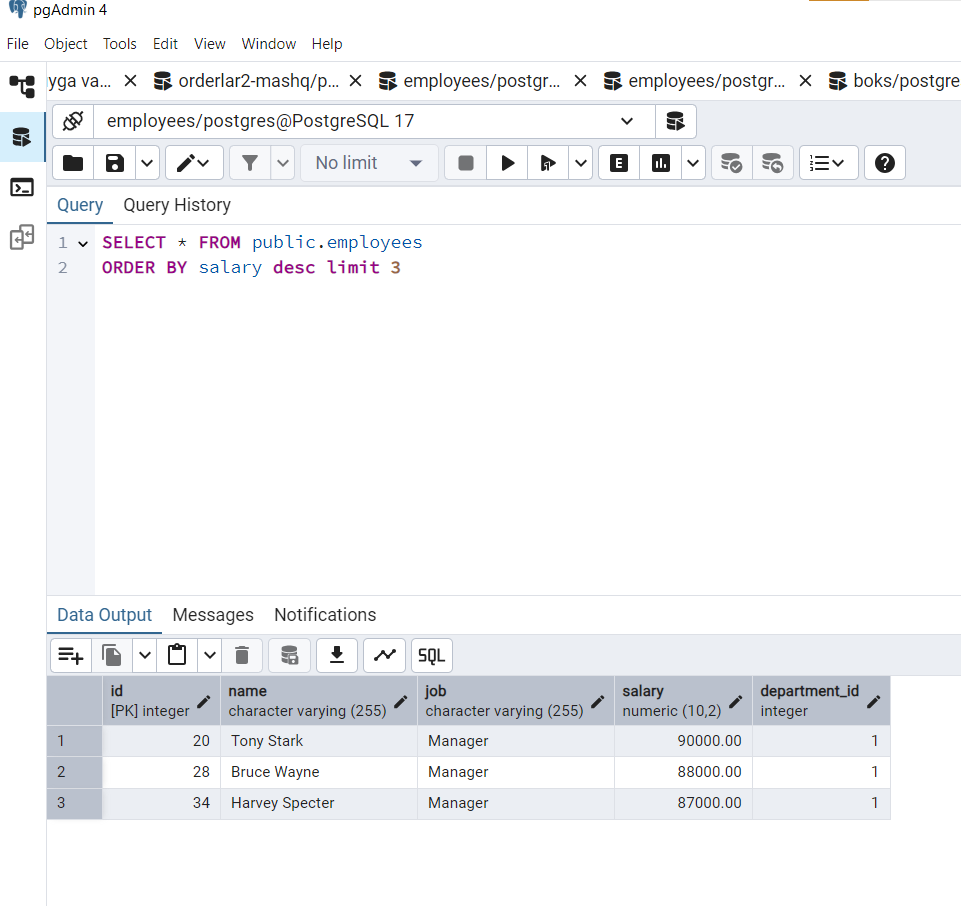 pgAdmin 4
File Object Tools Edit View Window Help
yga va... orderlar2-mashq/p... employees/postgr... employees/postgr... boks/postgre
employees/postgres@PostgreSQL 17
No limit E
Query Query History
1 SELECT * FROM public.employees
2 ORDER BY salary desc limit 3
Data Output Messages Notifications
SQL
id name job salary department_id
[PK] integer character varying (255) character varying (255) numeric (10,2) integer
1 20 Tony Stark Manager 90000.00 1
2 28 Bruce Wayne Manager 88000.00 1
3 34 Harvey Specter Manager 87000.00 1